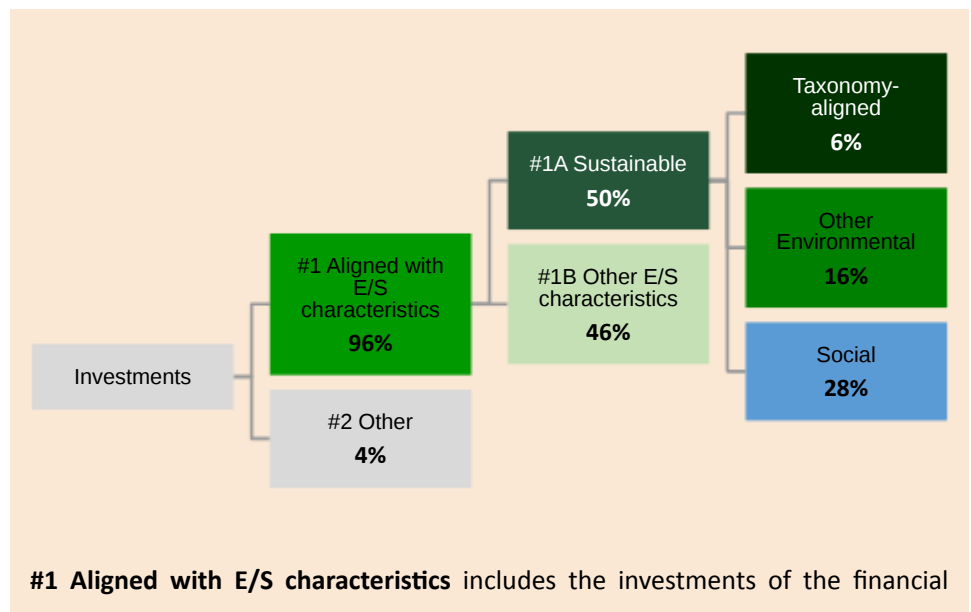 Taxonomy-
aligned
6%
#1A Sustainable
50%
Other
Environmental
16%
#1 Aligned with
E/S
characteristics
96%
#1B Other E/S
characteristics
46%
Investments
Social
28%
#2 Other
4%
#1 Aligned with E/S characteristics includes the investments of the financial